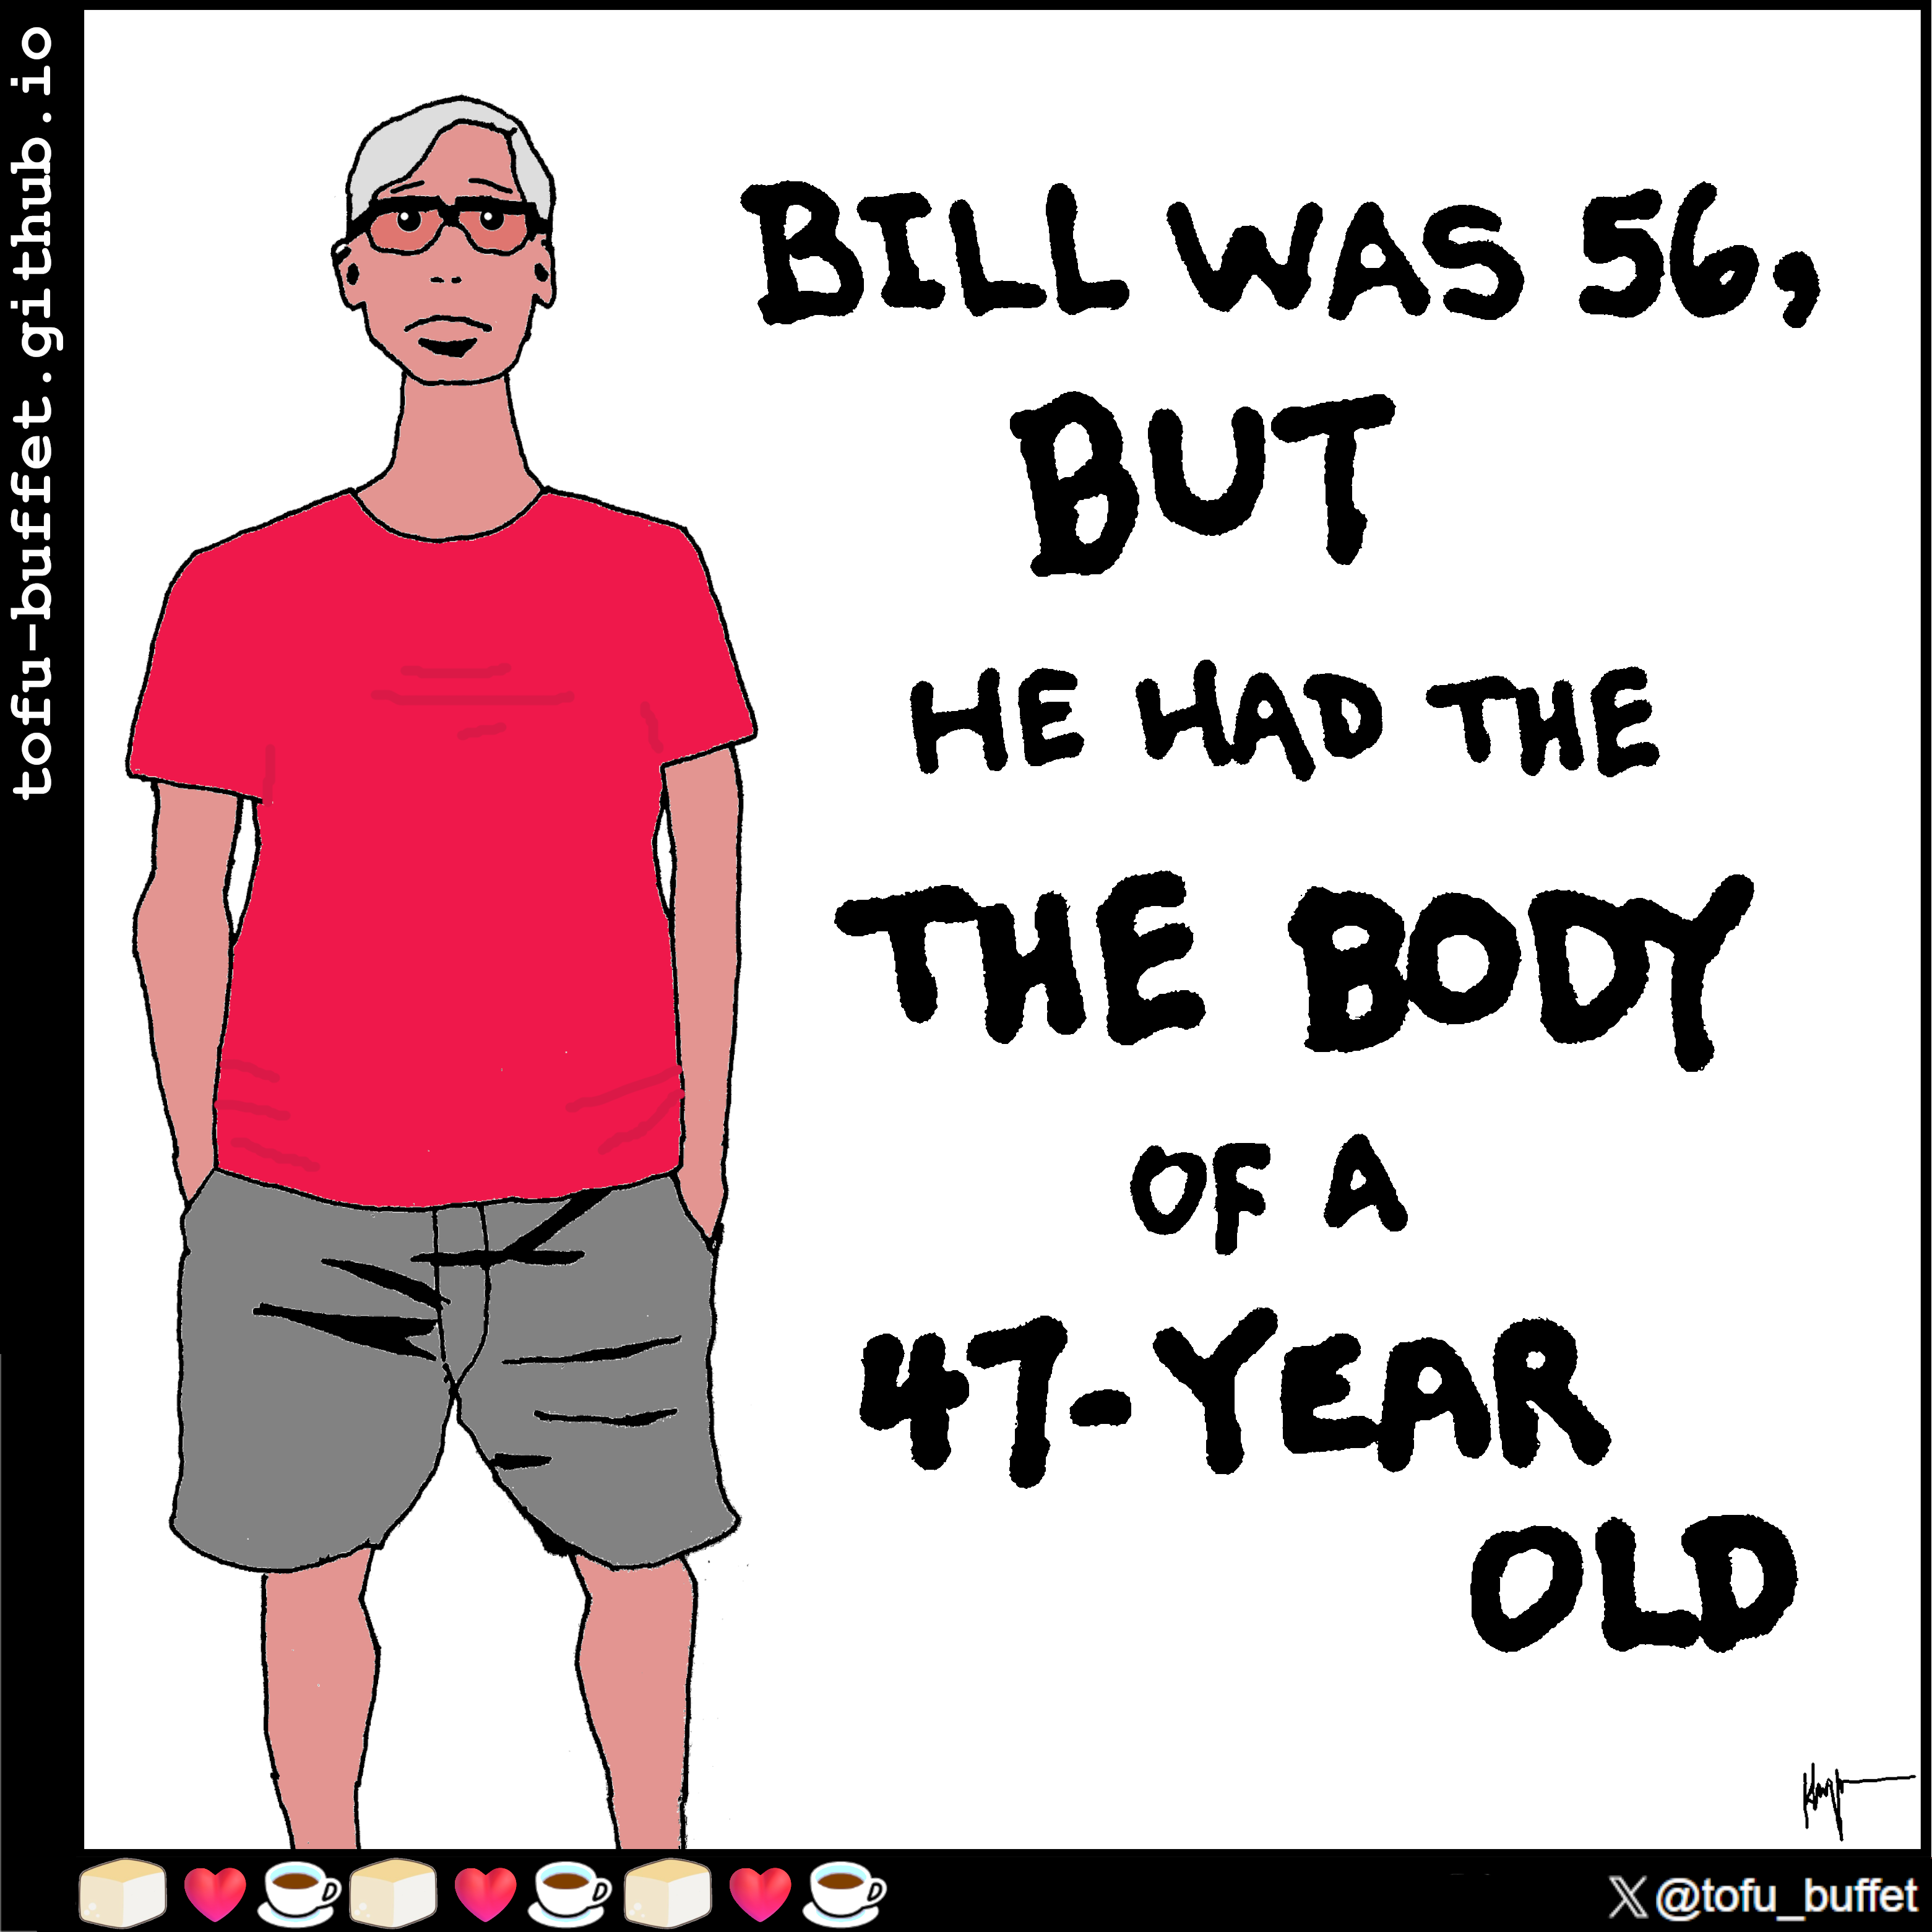 tofu-buffet.github.io
BILL WAS 56,
BUT
HE HAD THE
THE BODY
OF A
47-YEAR
OLD
𝕏 @tofu_buffet